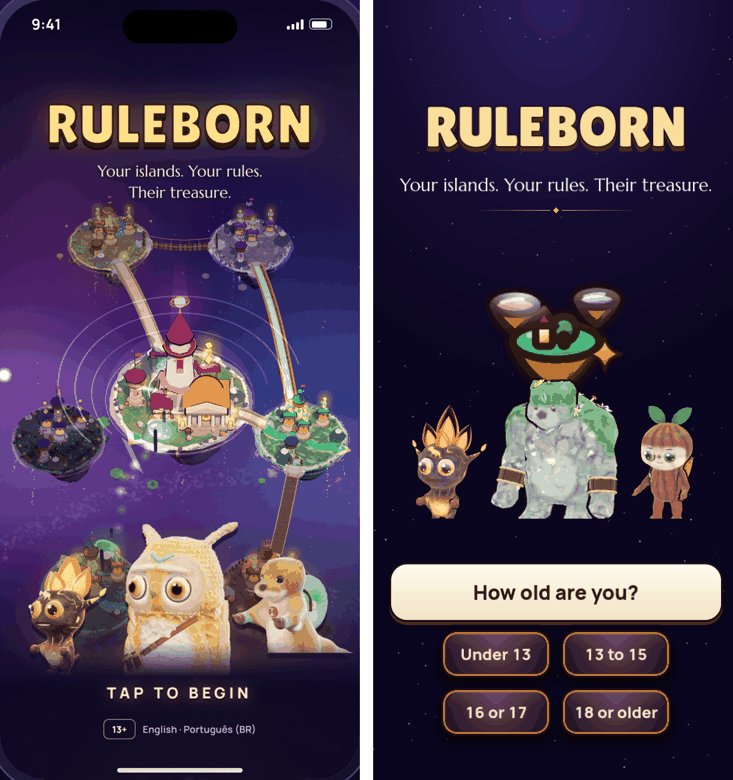 9:41
RULEBORN
Your islands. Your rules.
Their treasure.
TAP TO BEGIN
13+ English · Português (BR)
RULEBORN
Your islands. Your rules. Their treasure.
How old are you?
Under 13
13 to 15
16 or 17
18 or older